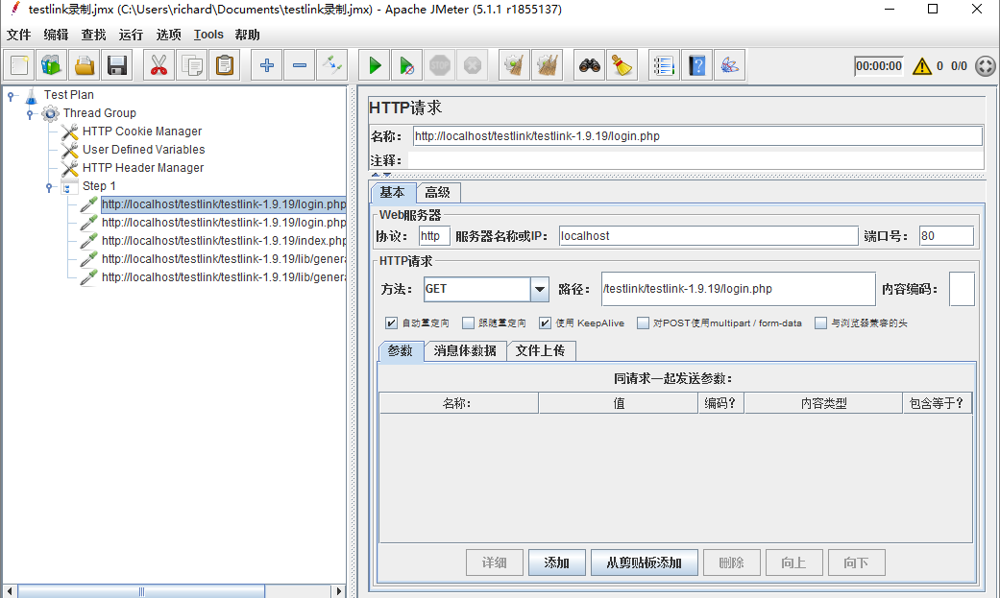 testlink录制.jmx (C:\Users\richard\Documents\testlink录制.jmx) - Apache JMeter (5.1.1 r1855137)
文件 编辑 查找 运行 选项 Tools 帮助
STOP 00:00:00 0 0/0
Test Plan
Thread Group
HTTP Cookie Manager
User Defined Variables
HTTP Header Manager
Step 1
http://localhost/testlink/testlink-1.9.19/login.php
http://localhost/testlink/testlink-1.9.19/login.php
http://localhost/testlink/testlink-1.9.19/index.php
http://localhost/testlink/testlink-1.9.19/lib/genera
http://localhost/testlink/testlink-1.9.19/lib/genera
HTTP请求
名称： http://localhost/testlink/testlink-1.9.19/login.php
注释：
基本 高级
Web服务器
协议： http 服务器名称或IP： localhost 端口号： 80
HTTP请求
方法： GET 路径： /testlink/testlink-1.9.19/login.php 内容编码：
自动重定向 跟随重定向 使用 KeepAlive 对POST使用multipart / form-data 与浏览器兼容的头
参数 消息体数据 文件上传
同请求一起发送参数：
名称： 值 编码？ 内容类型 包含等于？
详细 添加 从剪贴板添加 删除 向上 向下